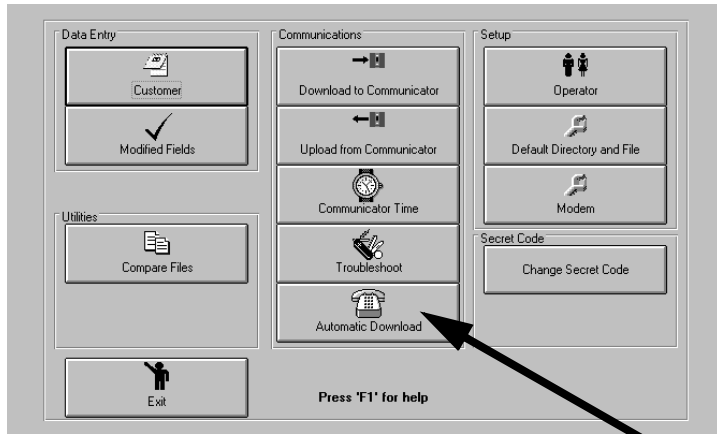 Data Entry
Customer
Modified Fields
Utilities
Compare Files
Exit
Communications
Download to Communicator
Upload from Communicator
Communicator Time
Troubleshoot
Automatic Download
Press 'F1' for help
Setup
Operator
Default Directory and File
Modem
Secret Code
Change Secret Code